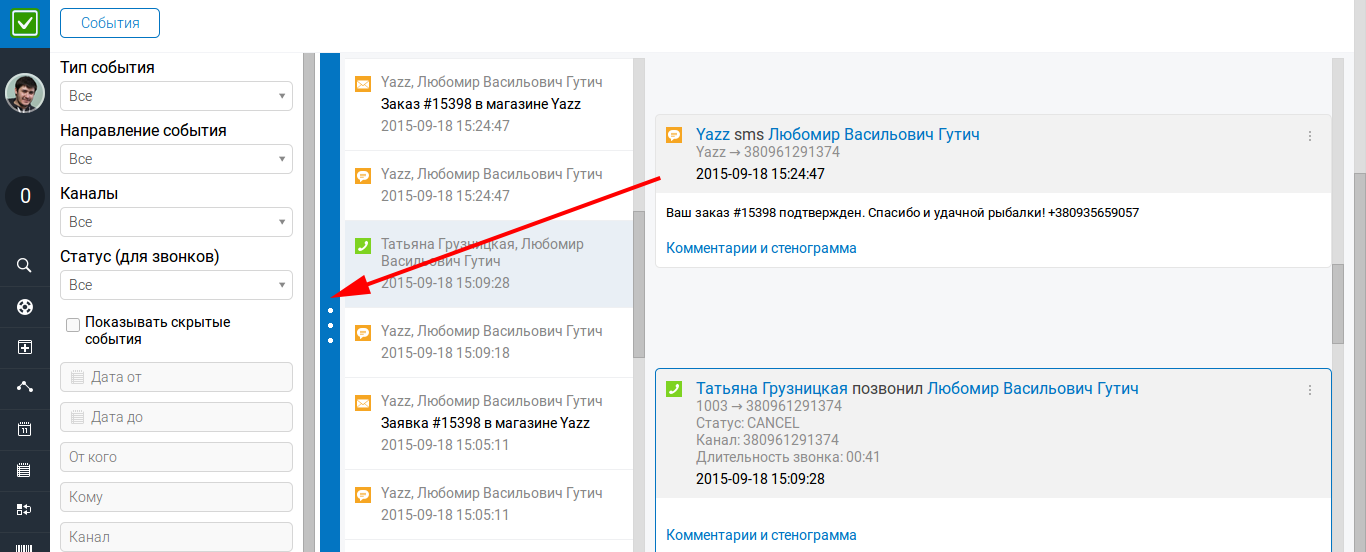 События
0
11
Тип события
Все
Направление события
Все
Каналы
Все
Статус (для звонков)
Все
Показывать скрытые
события
Дата от
Дата до
От кого
Кому
Канал
Yazz, Любомир Васильович Гутич
Заказ #15398 в магазине Yazz
2015-09-18 15:24:47
Yazz, Любомир Васильович Гутич
2015-09-18 15:24:47
Татьяна Грузницкая, Любомир
Васильович Гутич
2015-09-18 15:09:28
Yazz, Любомир Васильович Гутич
2015-09-18 15:09:18
Yazz, Любомир Васильович Гутич
Заявка #15398 в магазине Yazz
2015-09-18 15:05:11
Yazz, Любомир Васильович Гутич
2015-09-18 15:05:11
Yazz sms Любомир Васильович Гутич
Yazz → 380961291374
2015-09-18 15:24:47
Ваш заказ #15398 подтвержден. Спасибо и удачной рыбалки! +380935659057
Комментарии и стенограмма
Татьяна Грузницкая позвонил Любомир Васильович Гутич
1003 → 380961291374
Статус: CANCEL
Канал: 380961291374
Длительность звонка: 00:41
2015-09-18 15:09:28
Комментарии и стенограмма